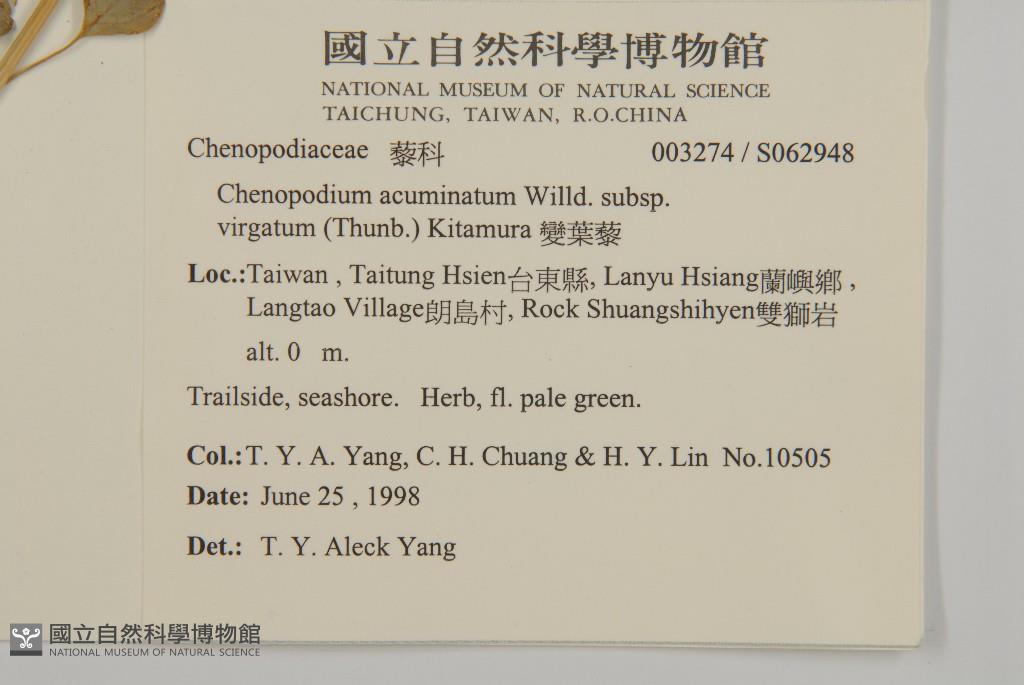 國立自然科學博物館
NATIONAL MUSEUM OF NATURAL SCIENCE
TAICHUNG, TAIWAN, R.O.CHINA
Chenopodiaceae 藜科 003274 / S062948
Chenopodium acuminatum Willd. subsp.
virgatum (Thunb.) Kitamura 變葉藜
Loc.:Taiwan , Taitung Hsien台東縣, Lanyu Hsiang蘭嶼鄉 ,
Langtao Village朗島村, Rock Shuangshihyen雙獅岩
alt. 0 m.
Trailside, seashore. Herb, fl. pale green.
Col.:T. Y. A. Yang, C. H. Chuang & H. Y. Lin No.10505
Date: June 25 , 1998
Det.: T. Y. Aleck Yang
國立自然科學博物館
NATIONAL MUSEUM OF NATURAL SCIENCE